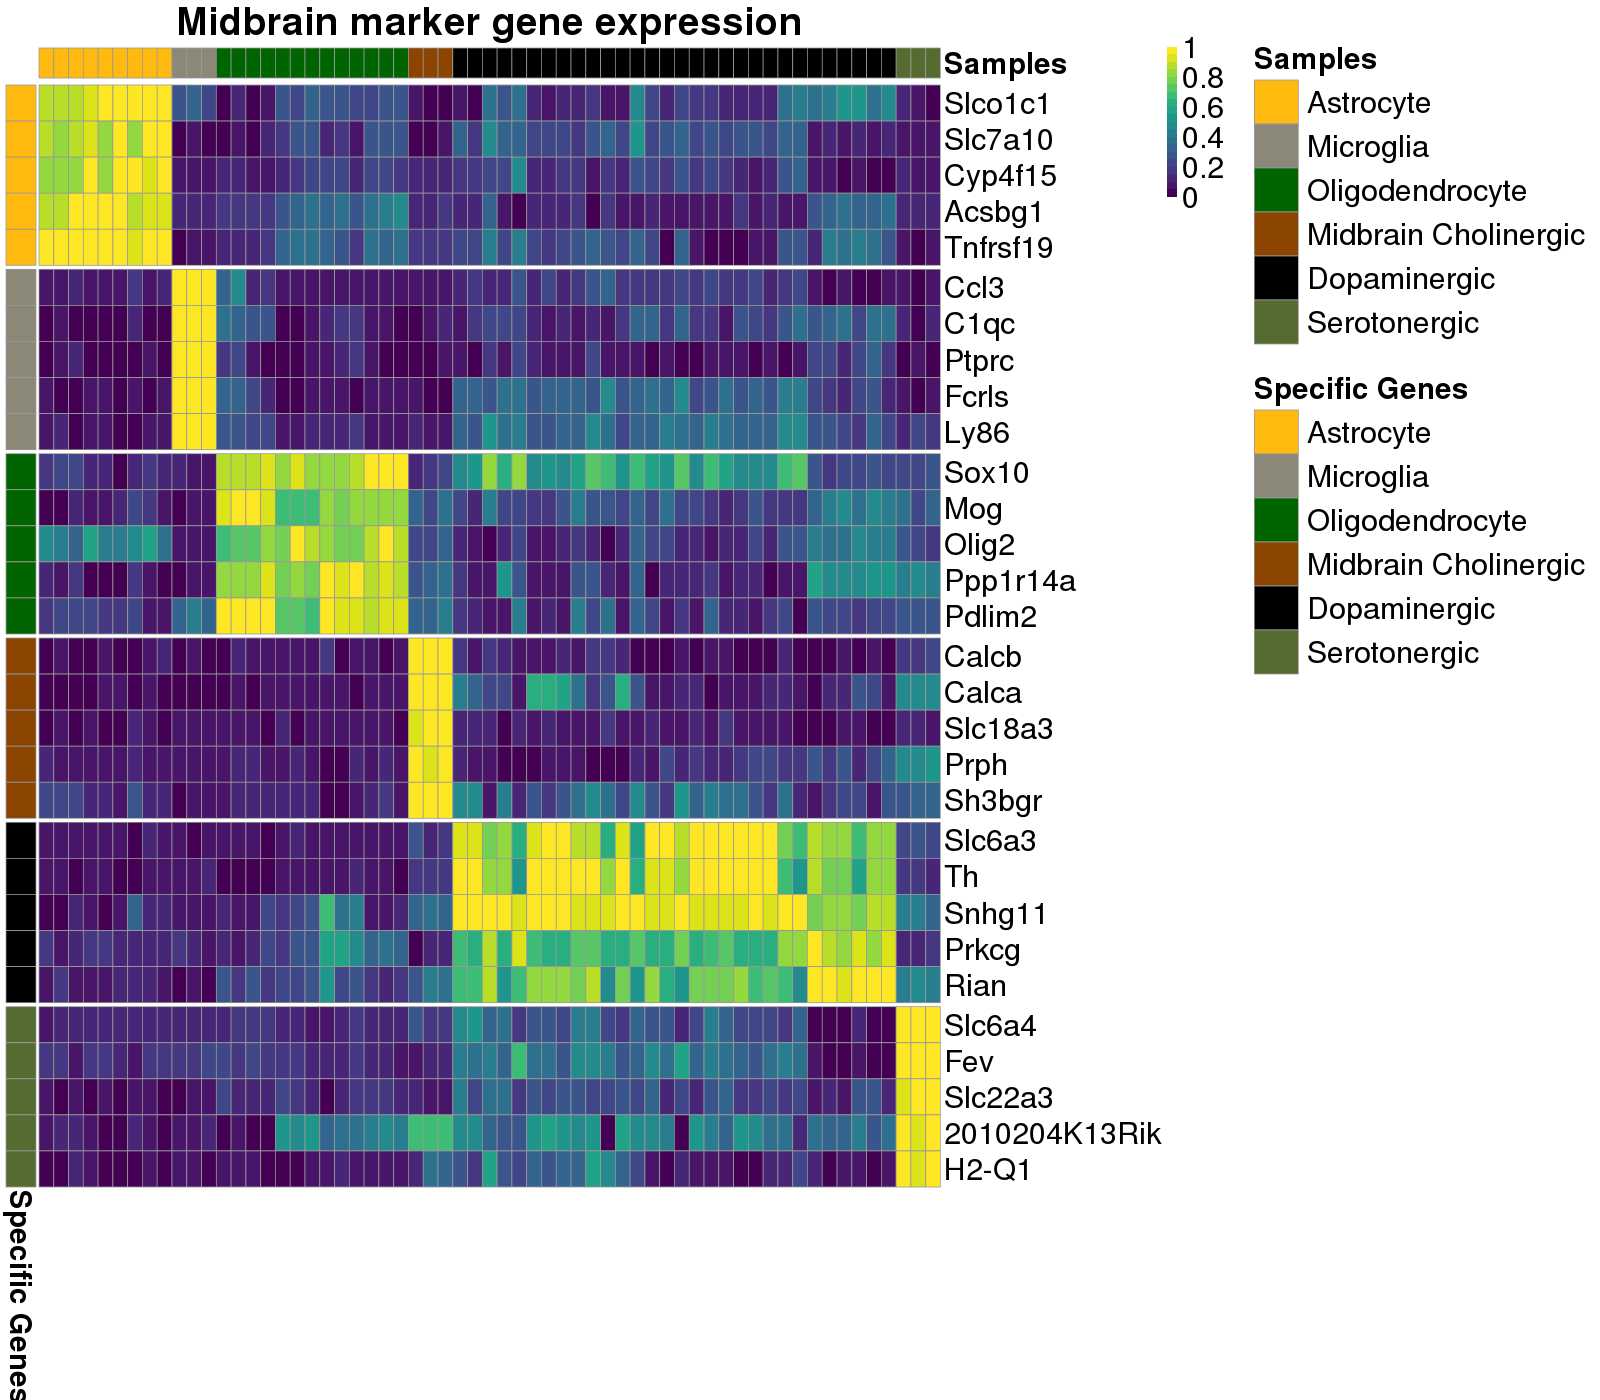 Midbrain marker gene expression
Samples
Slco1c1
Slc7a10
Cyp4f15
Acsbg1
Tnfrsf19
Ccl3
C1qc
Ptprc
Fcrls
Ly86
Sox10
Mog
Olig2
Ppp1r14a
Pdlim2
Calcb
Calca
Slc18a3
Prph
Sh3bgr
Slc6a3
Th
Snhg11
Prkcg
Rian
Slc6a4
Fev
Slc22a3
2010204K13Rik
H2-Q1
Specific Genes
1
0.8
0.6
0.4
0.2
0
Samples
Astrocyte
Microglia
Oligodendrocyte
Midbrain Cholinergic
Dopaminergic
Serotonergic
Specific Genes
Astrocyte
Microglia
Oligodendrocyte
Midbrain Cholinergic
Dopaminergic
Serotonergic